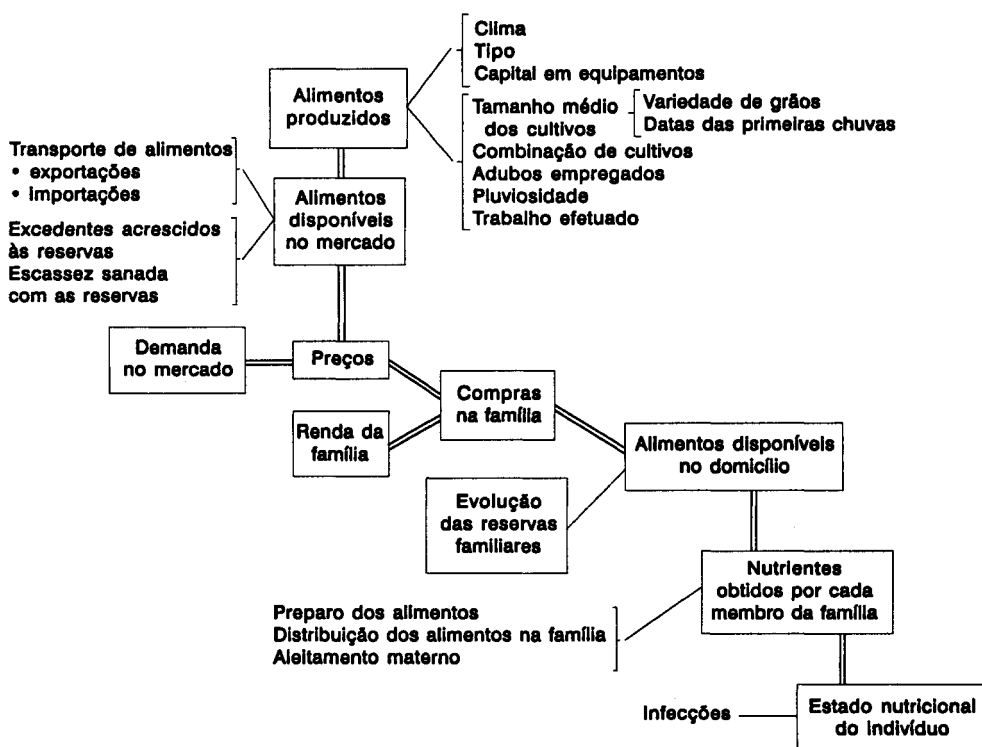 Clima
Tipo
Capital em equipamentos
Alimentos
produzidos
Tamanho médio
dos cultivos
Variedade de grãos
Datas das primeiras chuvas
Combinação de cultivos
Adubos empregados
Pluviosidade
Trabalho efetuado
Transporte de alimentos
• exportações
• importações
Alimentos
disponíveis
no mercado
Excedentes acrescidos
às reservas
Escassez sanada
com as reservas
Demanda
no mercado
Preços
Compras
na família
Renda da
família
Alimentos disponíveis
no domicílio
Evolução
das reservas
familiares
Nutrientes
obtidos por cada
membro da família
Preparo dos alimentos
Distribuição dos alimentos na família
Aleitamento materno
Infecções
Estado nutricional
do indivíduo